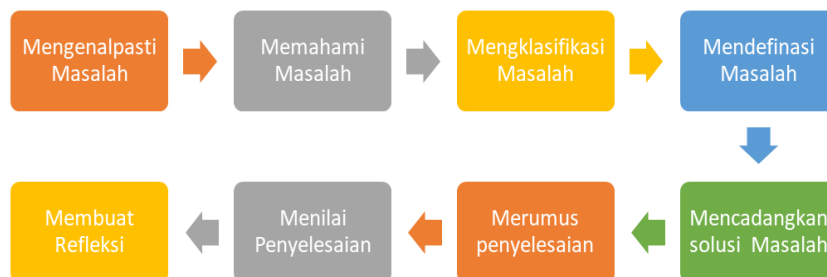 Mengenalpasti
Masalah
Memahami
Masalah
Mengklasifikasi
Masalah
Mendefinasi
Masalah
Mencadangkan
solusi Masalah
Merumus
penyelesaian
Menilai
Penyelesaian
Membuat
Refleksi